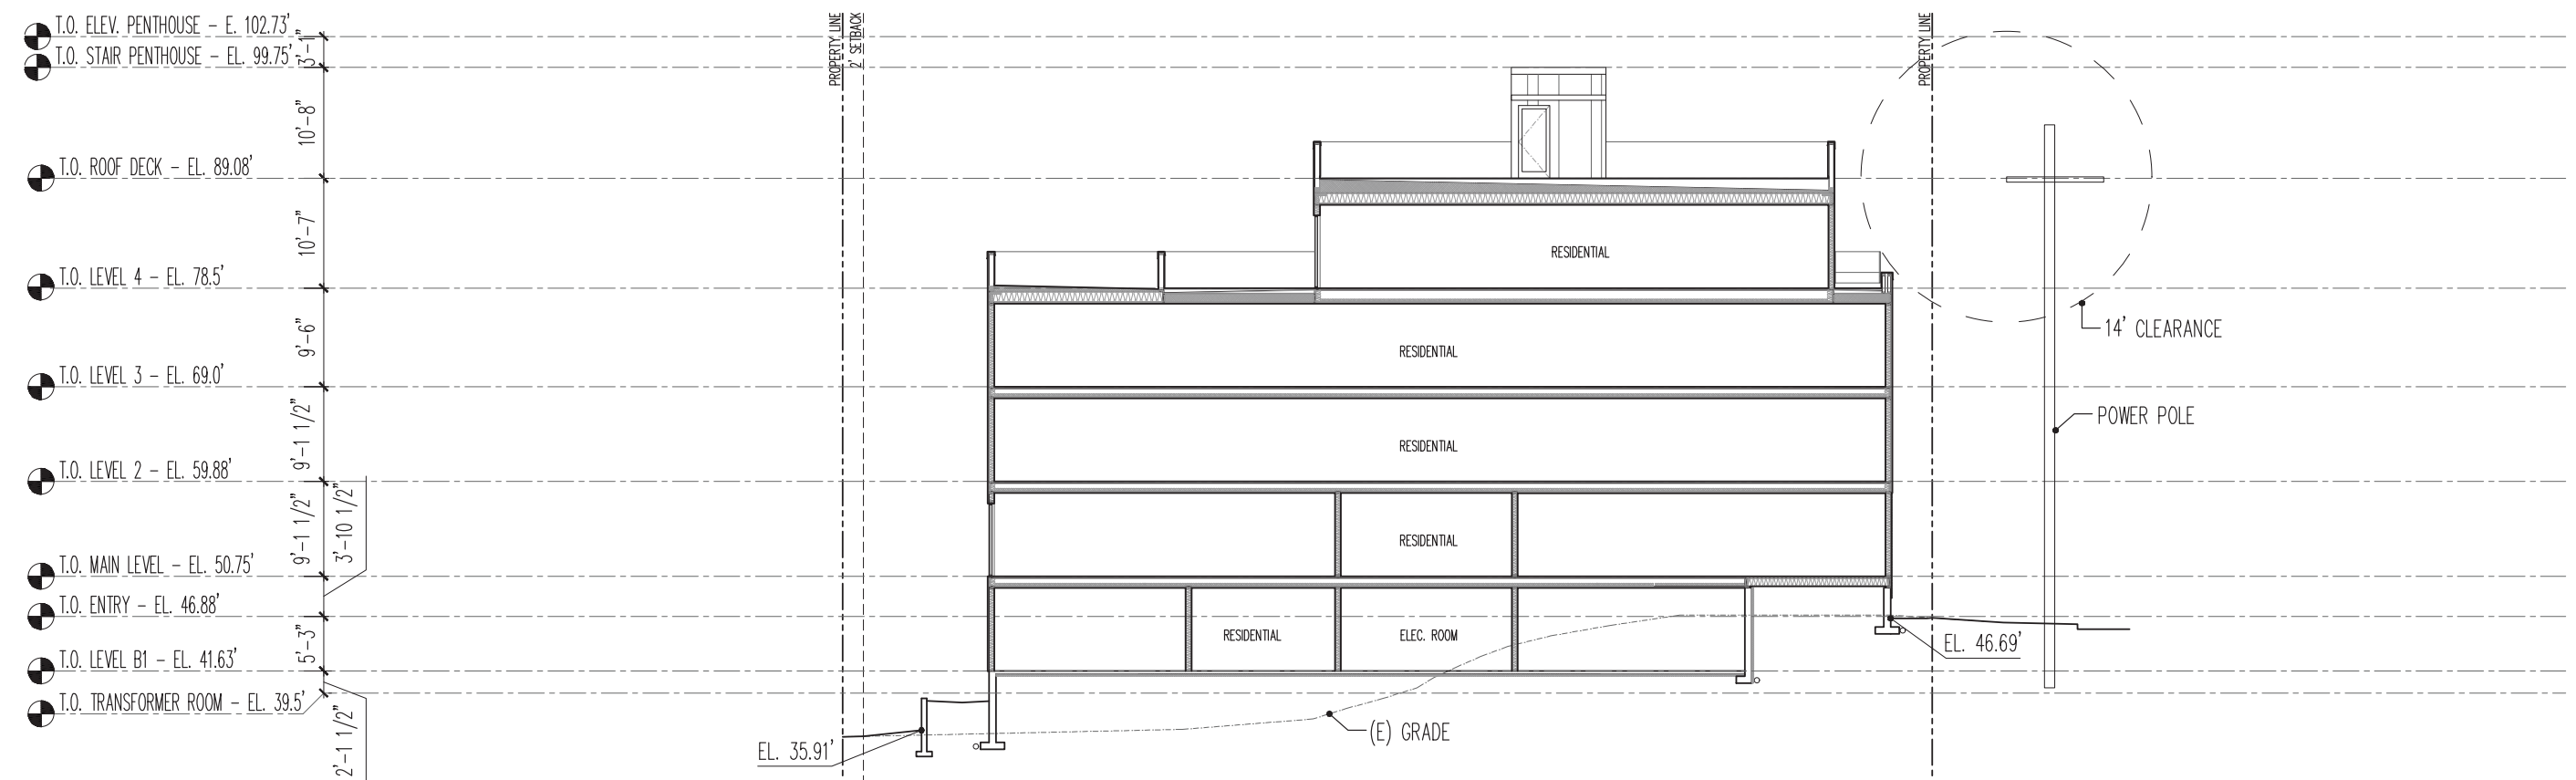 T.O. ELEV. PENTHOUSE - E. 102.73'
3'-1"
T.O. STAIR PENTHOUSE - EL. 99.75'
10'-8"
T.O. ROOF DECK - EL. 89.08'
10'-7"
T.O. LEVEL 4 - EL. 78.5'
9'-6"
T.O. LEVEL 3 - EL. 69.0'
9'-1 1/2"
T.O. LEVEL 2 - EL. 59.88'
9'-1 1/2"
3'-10 1/2"
T.O. MAIN LEVEL - EL. 50.75'
T.O. ENTRY - EL. 46.88'
5'-3"
T.O. LEVEL B1 - EL. 41.63'
T.O. TRANSFORMER ROOM - EL. 39.5'
2'-1 1/2"
PROPERTY LINE
2' SETBACK
PROPERTY LINE
RESIDENTIAL
RESIDENTIAL
RESIDENTIAL
RESIDENTIAL
RESIDENTIAL
ELEC. ROOM
14' CLEARANCE
POWER POLE
EL. 46.69'
(E) GRADE
EL. 35.91'